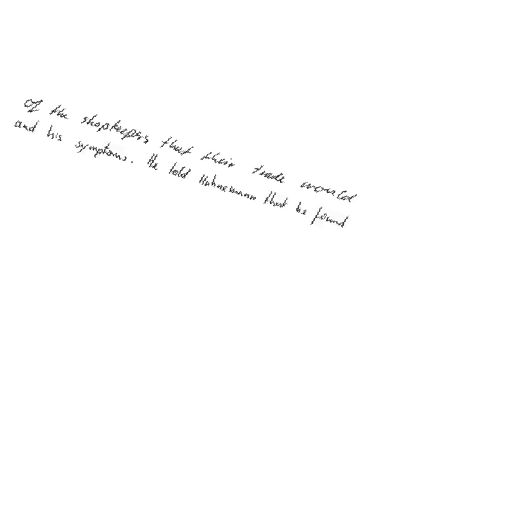 of the shopkeepers that their trade would
and his symptoms. He told Hahnemann that he found